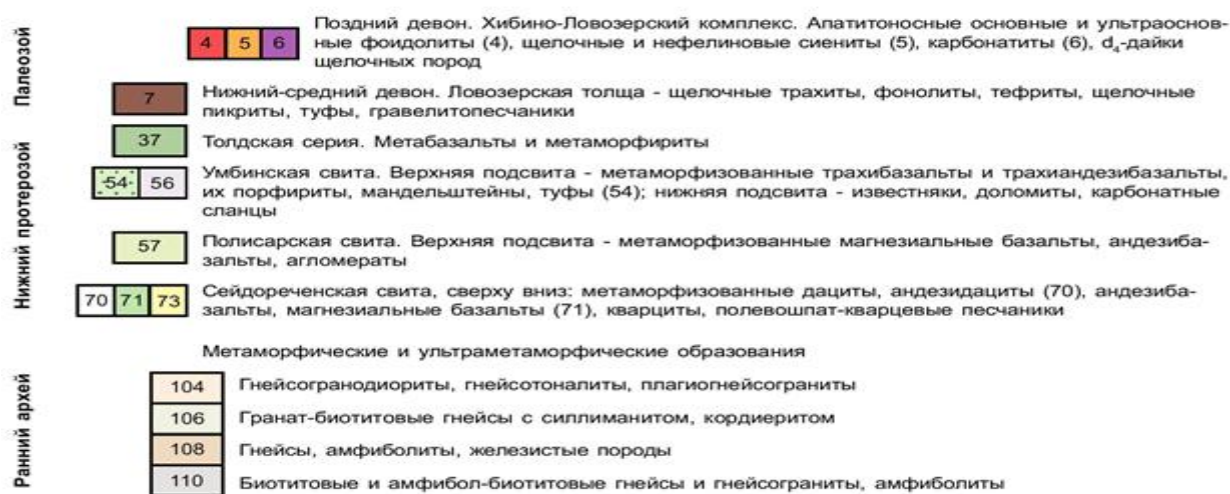 Палеозой
4 5 6 Поздний девон. Хибино-Ловозерский комплекс. Апатитоносные основные и ультраоснов-
ные фоидолиты (4), щелочные и нефелиновые сиениты (5), карбонатиты (6), d₄-дайки
щелочных пород
7 Нижний-средний девон. Ловозерская толща - щелочные трахиты, фонолиты, тефриты, щелочные
пикриты, туфы, гравелитопесчаники
Нижний протерозой
37 Толдская серия. Метабазальты и метаморфириты
54 56 Умбинская свита. Верхняя подсвита - метаморфизованные трахибазальты и трахиандезибазальты,
их порфириты, мандельштейны, туфы (54); нижняя подсвита - известняки, доломиты, карбонатные
сланцы
57 Полисарская свита. Верхняя подсвита - метаморфизованные магнезиальные базальты, андезиба-
зальты, агломераты
70 71 73 Сейдореченская свита, сверху вниз: метаморфизованные дациты, андезидациты (70), андезиба-
зальты, магнезиальные базальты (71), кварциты, полевошпат-кварцевые песчаники
Метаморфические и ультраметаморфические образования
Ранний архей
104 Гнейсогранодиориты, гнейсотоналиты, плагиогнейсограниты
106 Гранат-биотитовые гнейсы с силлиманитом, кордиеритом
108 Гнейсы, амфиболиты, железистые породы
110 Биотитовые и амфибол-биотитовые гнейсы и гнейсограниты, амфиболиты